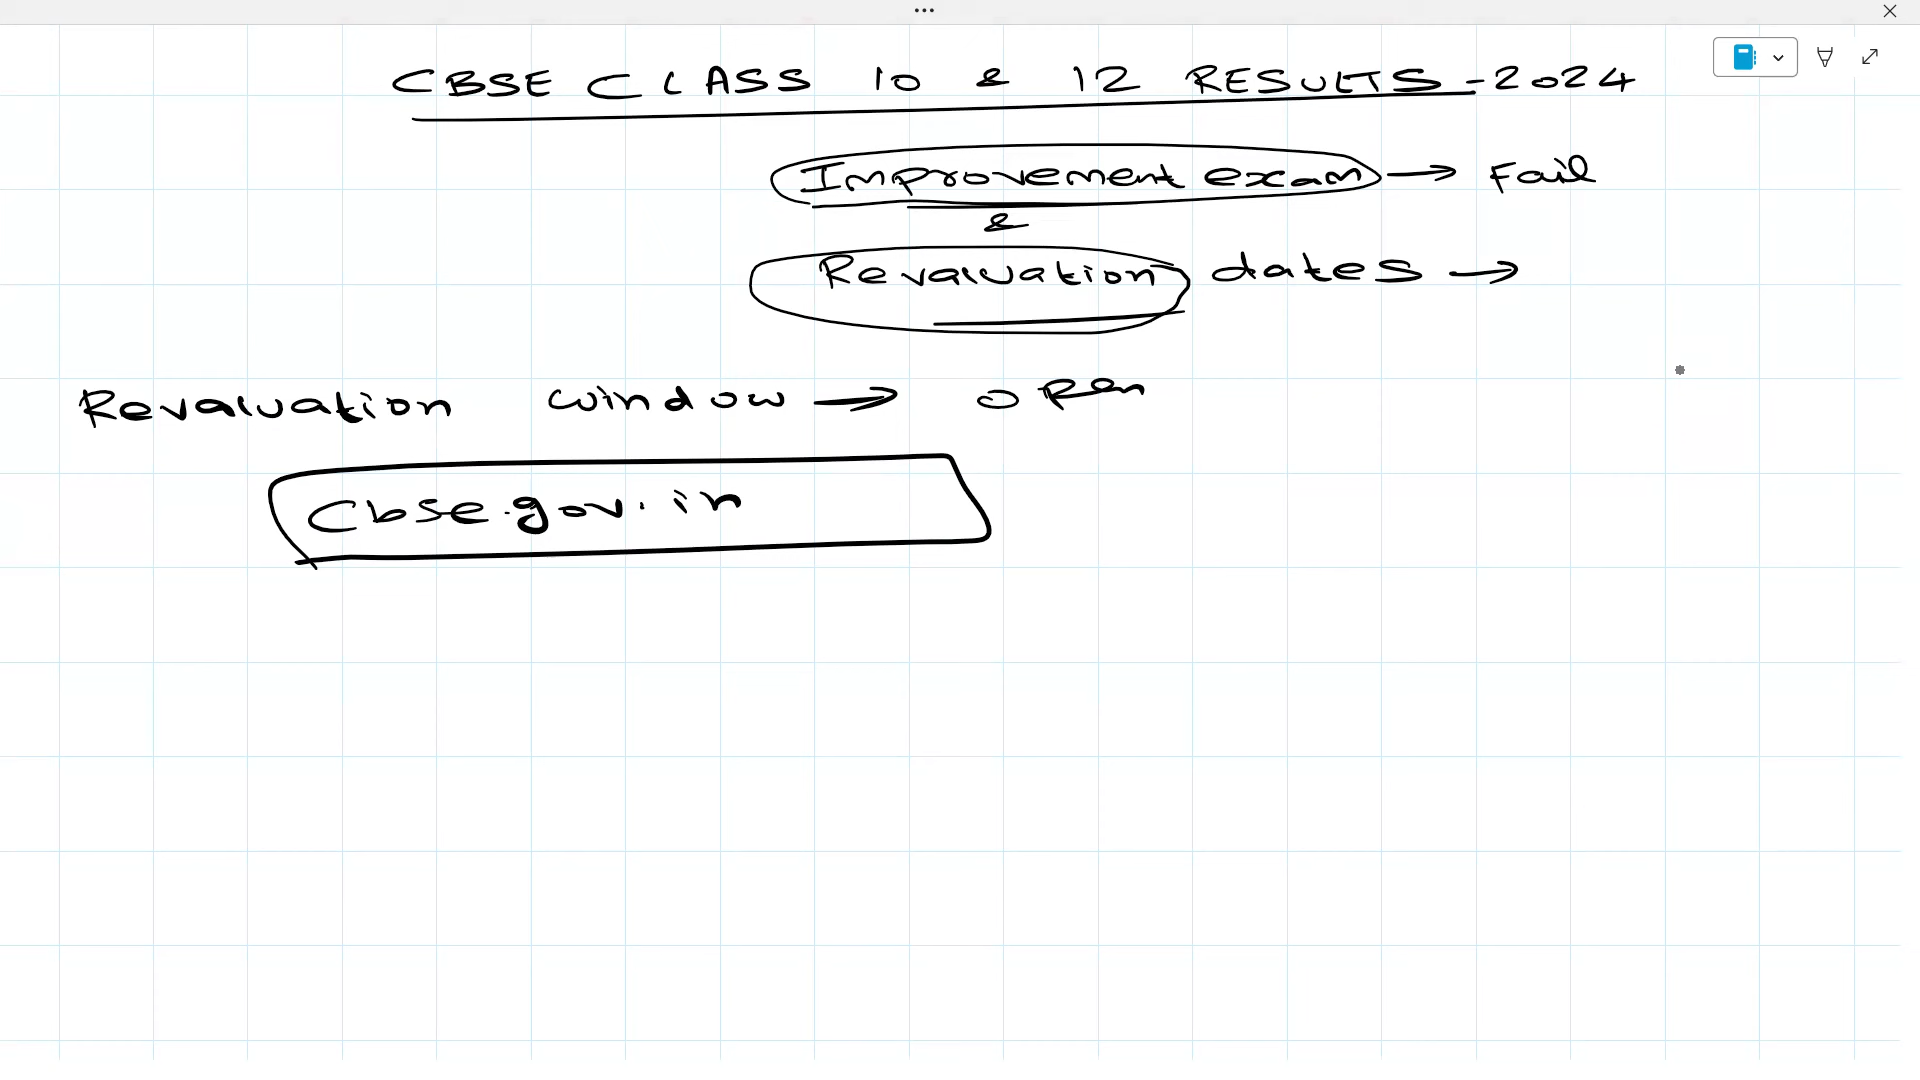 CBSE CLASS 10 & 12 RESULTS - 2024
Improvement exam → Fail
&
Revaluation dates →
Revaluation window → open
Cbse.gov.in